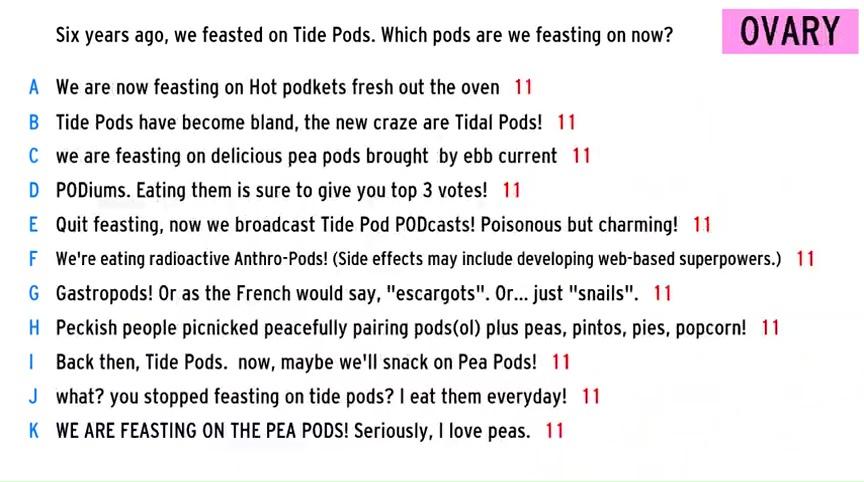 Six years ago, we feasted on Tide Pods. Which pods are we feasting on now?
OVARY
A We are now feasting on Hot podkets fresh out the oven 11
B Tide Pods have become bland, the new craze are Tidal Pods! 11
C we are feasting on delicious pea pods brought  by ebb current 11
D PODiums. Eating them is sure to give you top 3 votes! 11
E Quit feasting, now we broadcast Tide Pod PODcasts! Poisonous but charming! 11
F We're eating radioactive Anthro-Pods! (Side effects may include developing web-based superpowers.) 11
G Gastropods! Or as the French would say, "escargots". Or... just "snails". 11
H Peckish people picnicked peacefully pairing pods(ol) plus peas, pintos, pies, popcorn! 11
I Back then, Tide Pods.  now, maybe we'll snack on Pea Pods! 11
J what? you stopped feasting on tide pods? I eat them everyday! 11
K WE ARE FEASTING ON THE PEA PODS! Seriously, I love peas. 11